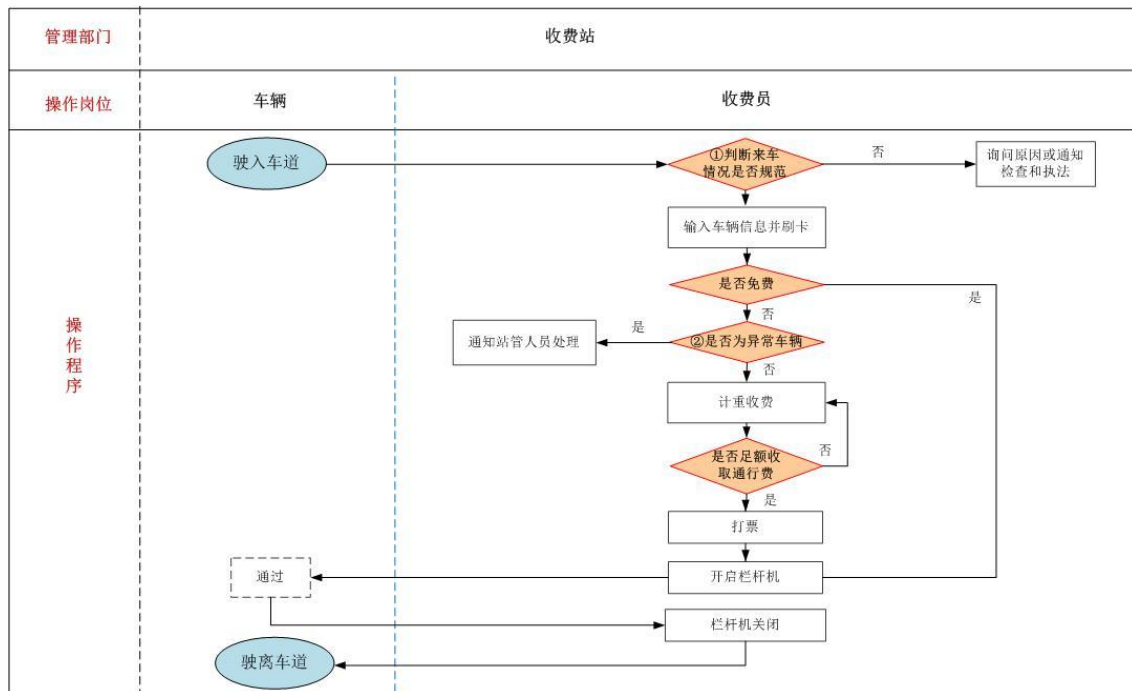 管理部门
收费站
操作岗位
车辆
收费员
驶入车道
①判断来车
情况是否规范
否
询问原因或通知
检查和执法
输入车辆信息并刷卡
是否免费
是
否
操作程序
通知站管人员处理
是
②是否为异常车辆
否
计重收费
是否足额收
取通行费
否
是
打票
通过
开启栏杆机
栏杆机关闭
驶离车道